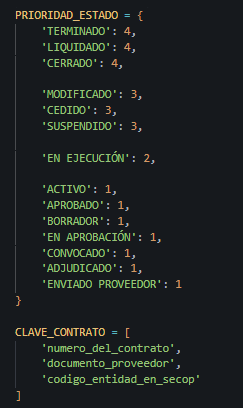 PRIORIDAD_ESTADO = {
'TERMINADO': 4,
'LIQUIDADO': 4,
'CERRADO': 4,
'MODIFICADO': 3,
'CEDIDO': 3,
'SUSPENDIDO': 3,
'EN EJECUCIÓN': 2,
'ACTIVO': 1,
'APROBADO': 1,
'BORRADOR': 1,
'EN APROBACIÓN': 1,
'CONVOCADO': 1,
'ADJUDICADO': 1,
'ENVIADO PROVEEDOR': 1
}
CLAVE_CONTRATO = [
'numero_del_contrato',
'documento_proveedor',
'codigo_entidad_en_secop'
]